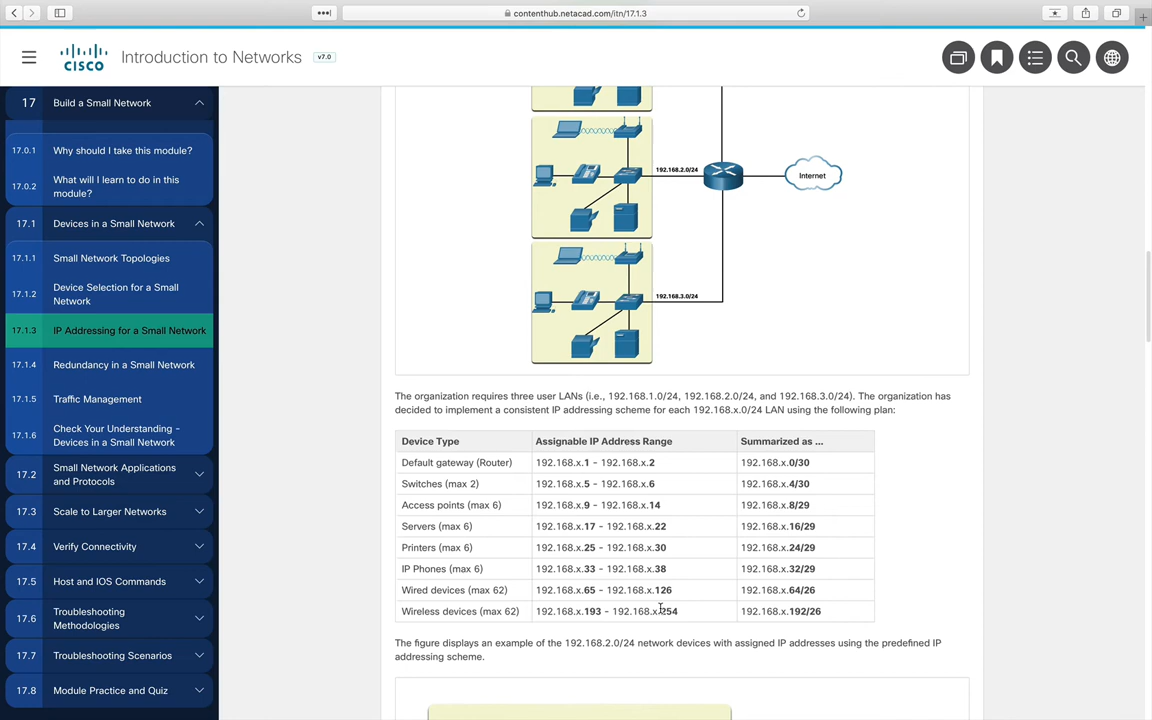 contenthub.netacad.com/itn/17.1.3
CISCO
Introduction to Networks
v7.0
17 Build a Small Network
17.0.1 Why should I take this module?
17.0.2 What will I learn to do in this
module?
17.1 Devices in a Small Network
17.1.1 Small Network Topologies
17.1.2 Device Selection for a Small
Network
17.1.3 IP Addressing for a Small Network
17.1.4 Redundancy in a Small Network
17.1.5 Traffic Management
17.1.6 Check Your Understanding -
Devices in a Small Network
17.2 Small Network Applications
and Protocols
17.3 Scale to Larger Networks
17.4 Verify Connectivity
17.5 Host and IOS Commands
17.6 Troubleshooting
Methodologies
17.7 Troubleshooting Scenarios
17.8 Module Practice and Quiz
192.168.2.0/24
Internet
192.168.3.0/24
The organization requires three user LANs (i.e., 192.168.1.0/24, 192.168.2.0/24, and 192.168.3.0/24). The organization has
decided to implement a consistent IP addressing scheme for each 192.168.x.0/24 LAN using the following plan:
Device Type Assignable IP Address Range Summarized as ...
Default gateway (Router) 192.168.x.1 - 192.168.x.2 192.168.x.0/30
Switches (max 2) 192.168.x.5 - 192.168.x.6 192.168.x.4/30
Access points (max 6) 192.168.x.9 - 192.168.x.14 192.168.x.8/29
Servers (max 6) 192.168.x.17 - 192.168.x.22 192.168.x.16/29
Printers (max 6) 192.168.x.25 - 192.168.x.30 192.168.x.24/29
IP Phones (max 6) 192.168.x.33 - 192.168.x.38 192.168.x.32/29
Wired devices (max 62) 192.168.x.65 - 192.168.x.126 192.168.x.64/26
Wireless devices (max 62) 192.168.x.193 - 192.168.x.254 192.168.x.192/26
The figure displays an example of the 192.168.2.0/24 network devices with assigned IP addresses using the predefined IP
addressing scheme.